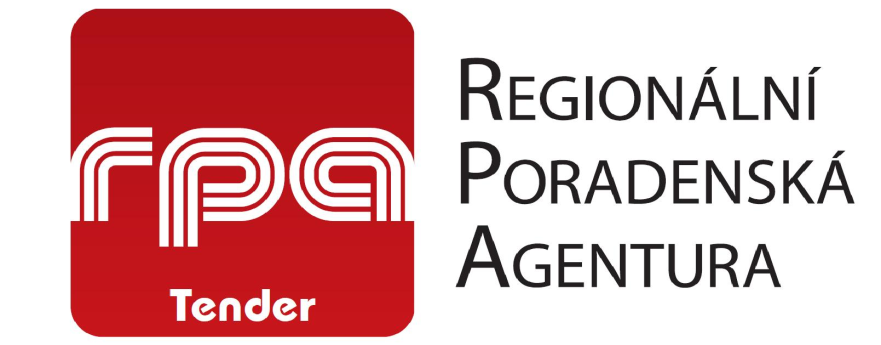 rpa
Tender
REGIONÁLNÍ
PORADENSKÁ
AGENTURA